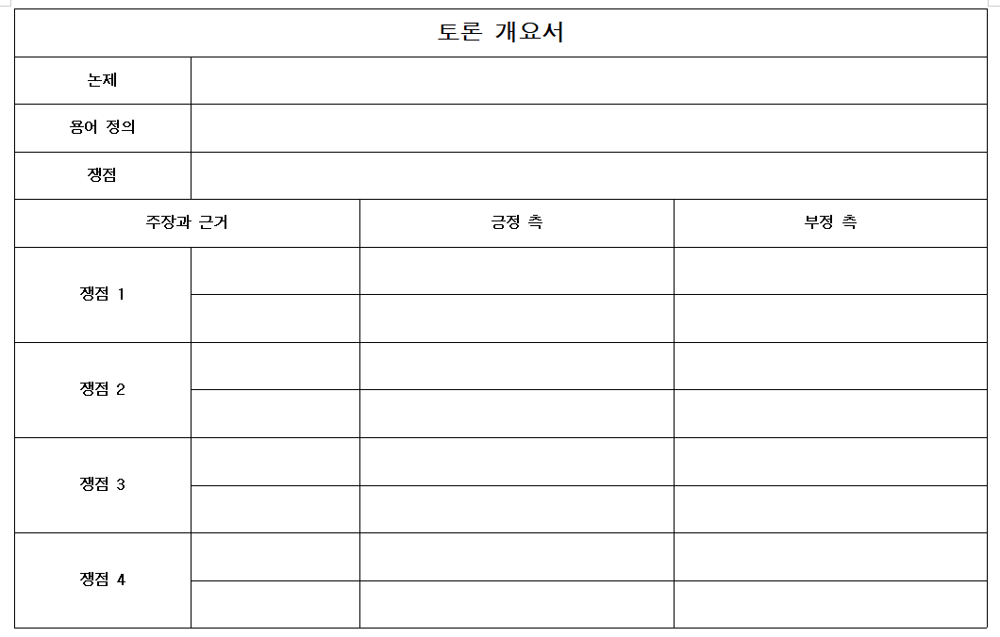 토론 개요서
논제
용어 정의
쟁점
주장과 근거 긍정 측 부정 측
쟁점 1
쟁점 2
쟁점 3
쟁점 4